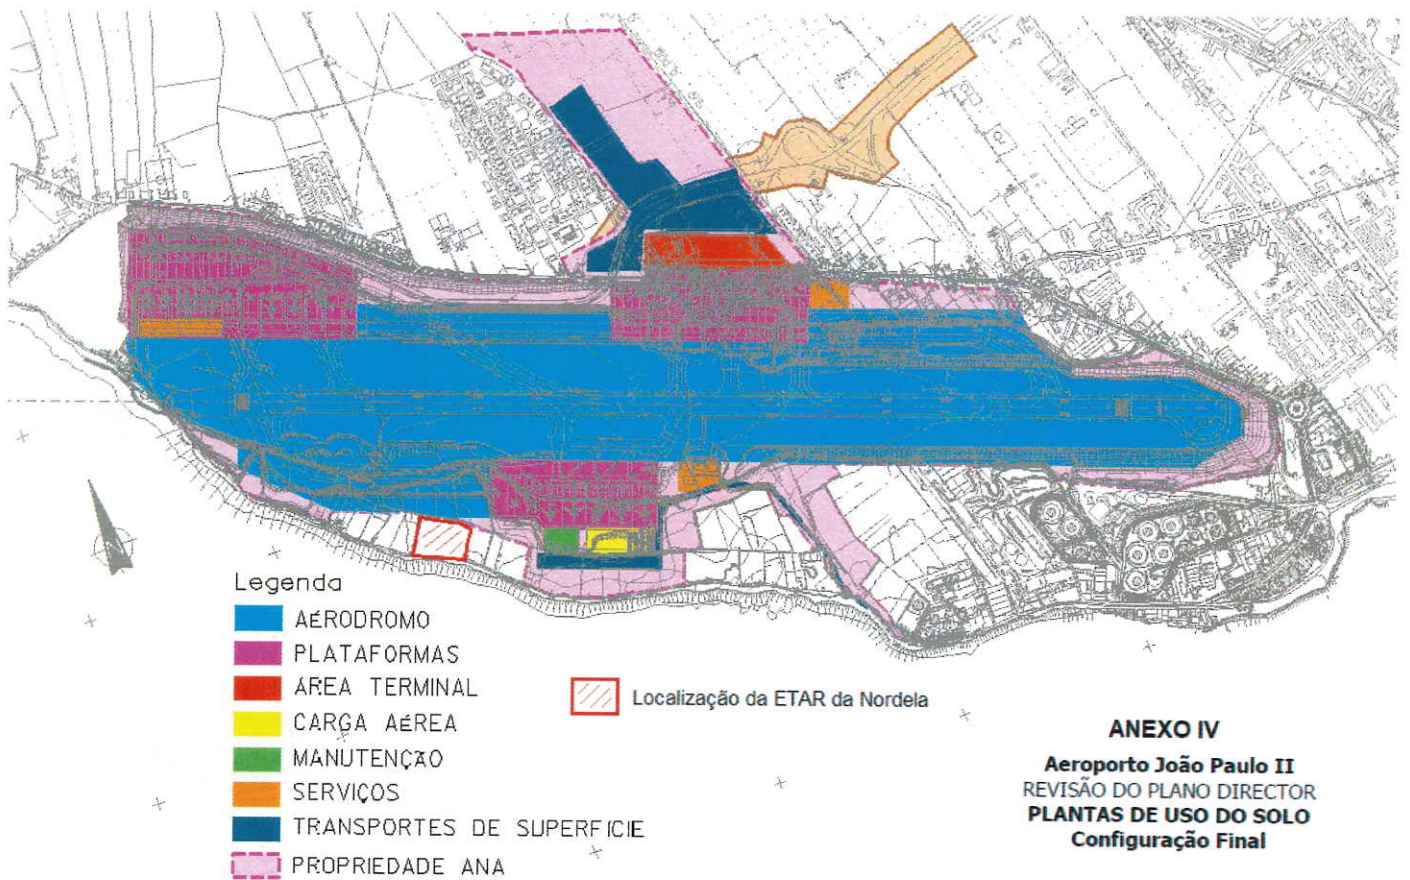 Legenda
AÉRODROMO
PLATAFORMAS
ÁREA TERMINAL
CARGA AÉREA
MANUTENÇÃO
SERVIÇOS
TRANSPORTES DE SUPERFICIE
PROPRIEDADE ANA
Localização da ETAR da Nordela
ANEXO IV
Aeroporto João Paulo II
REVISÃO DO PLANO DIRECTOR
PLANTAS DE USO DO SOLO
Configuração Final